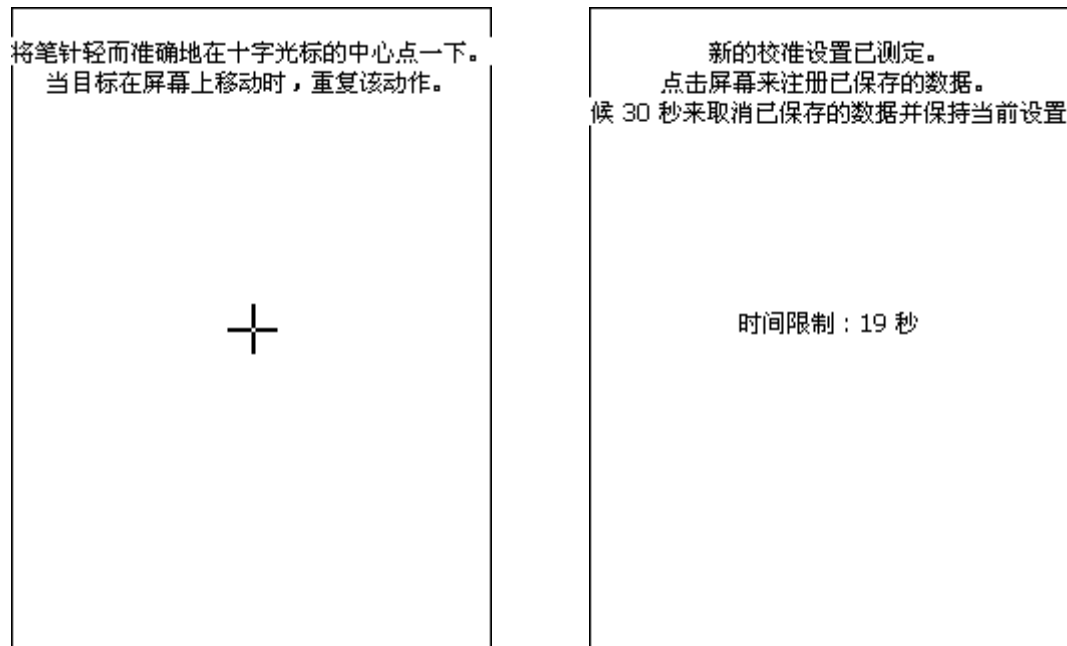 将笔针轻而准确地在十字光标的中心点一下。
当目标在屏幕上移动时，重复该动作。
新的校准设置已测定。
点击屏幕来注册已保存的数据。
候 30 秒来取消已保存的数据并保持当前设置
时间限制：19 秒